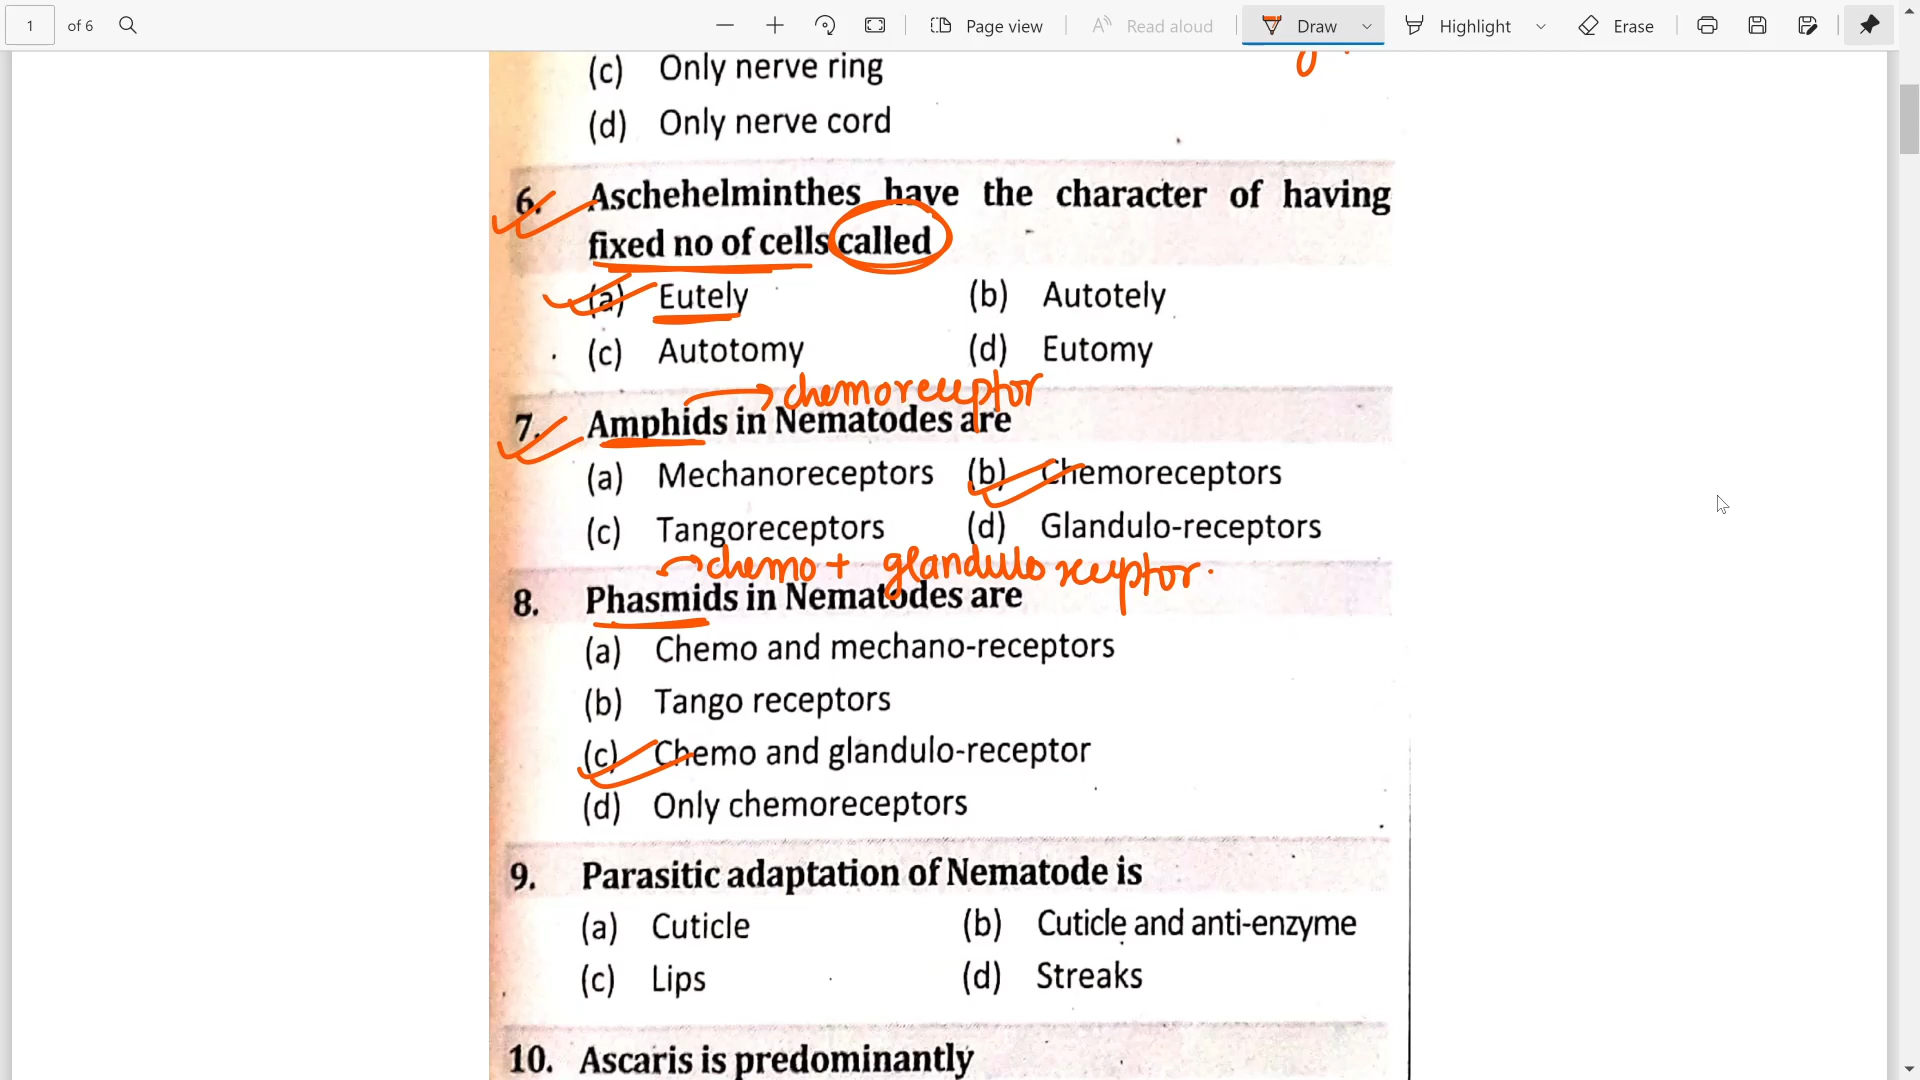 1 of 6 Page view Read aloud Draw Highlight Erase
(c) Only nerve ring
(d) Only nerve cord
6. Aschehelminthes have the character of having
fixed no of cells called
(a) Eutely (b) Autotely
(c) Autotomy (d) Eutomy
chemoreceptor
7. Amphids in Nematodes are
(a) Mechanoreceptors (b) Chemoreceptors
(c) Tangoreceptors (d) Glandulo-receptors
chemo + glandulo receptor.
8. Phasmids in Nematodes are
(a) Chemo and mechano-receptors
(b) Tango receptors
(c) Chemo and glandulo-receptor
(d) Only chemoreceptors
9. Parasitic adaptation of Nematode is
(a) Cuticle (b) Cuticle and anti-enzyme
(c) Lips (d) Streaks
10. Ascaris is predominantly